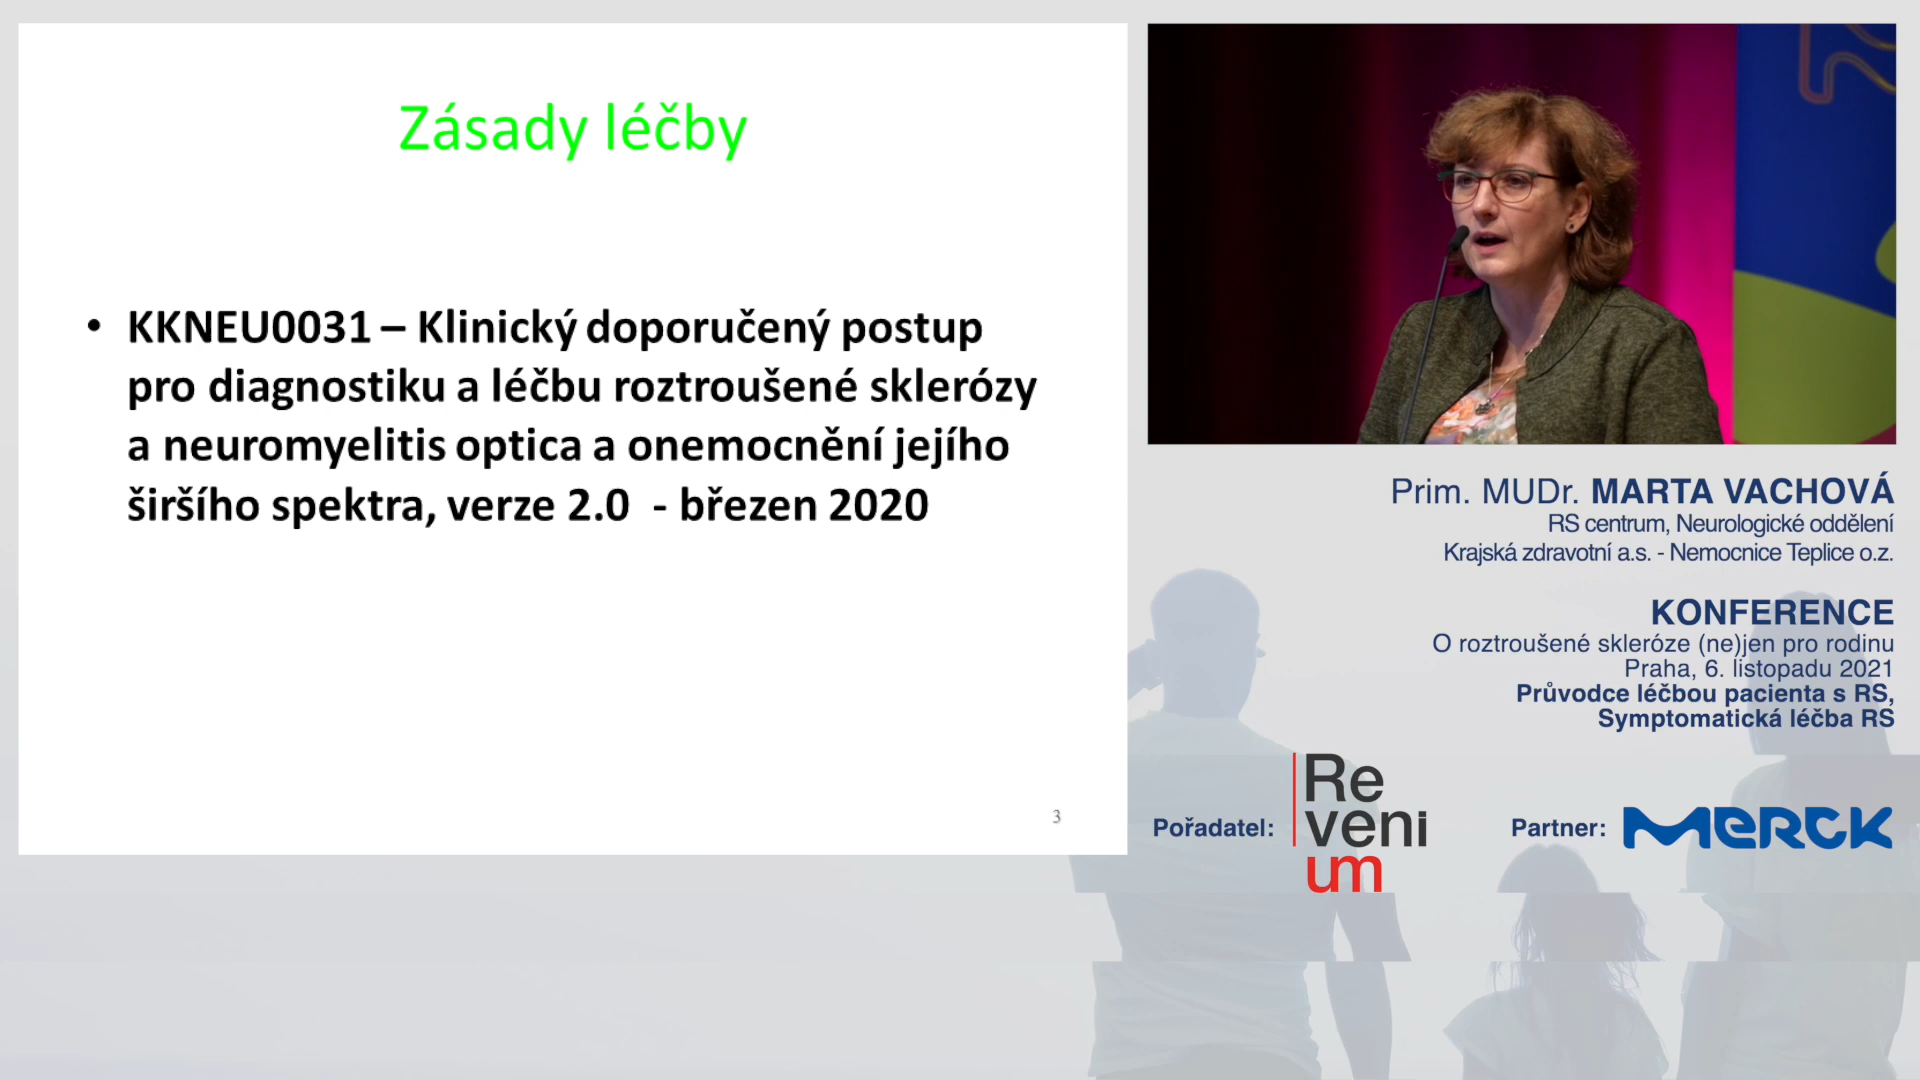 Zásady léčby
• KKNEU0031 – Klinický doporučený postup
pro diagnostiku a léčbu roztroušené sklerózy
a neuromyelitis optica a onemocnění jejího
širšího spektra, verze 2.0 - březen 2020
3
Prim. MUDr. MARTA VACHOVÁ
RS centrum, Neurologické oddělení
Krajská zdravotní a.s. - Nemocnice Teplice o.z.
KONFERENCE
O roztroušené skleróze (ne)jen pro rodinu
Praha, 6. listopadu 2021
Průvodce léčbou pacienta s RS,
Symptomatická léčba RS
Pořadatel:
Re
veni
um
Partner:
MERCK